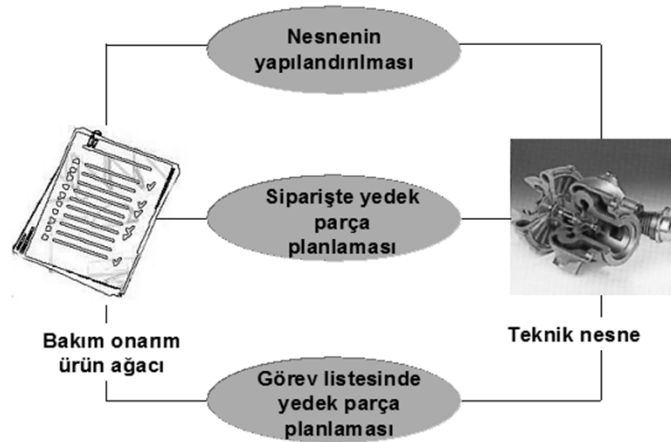 Nesnenin
yapılandırılması
Siparişte yedek
parça
planlaması
Bakım onarım
ürün ağacı
Teknik nesne
Görev listesinde
yedek parça
planlaması